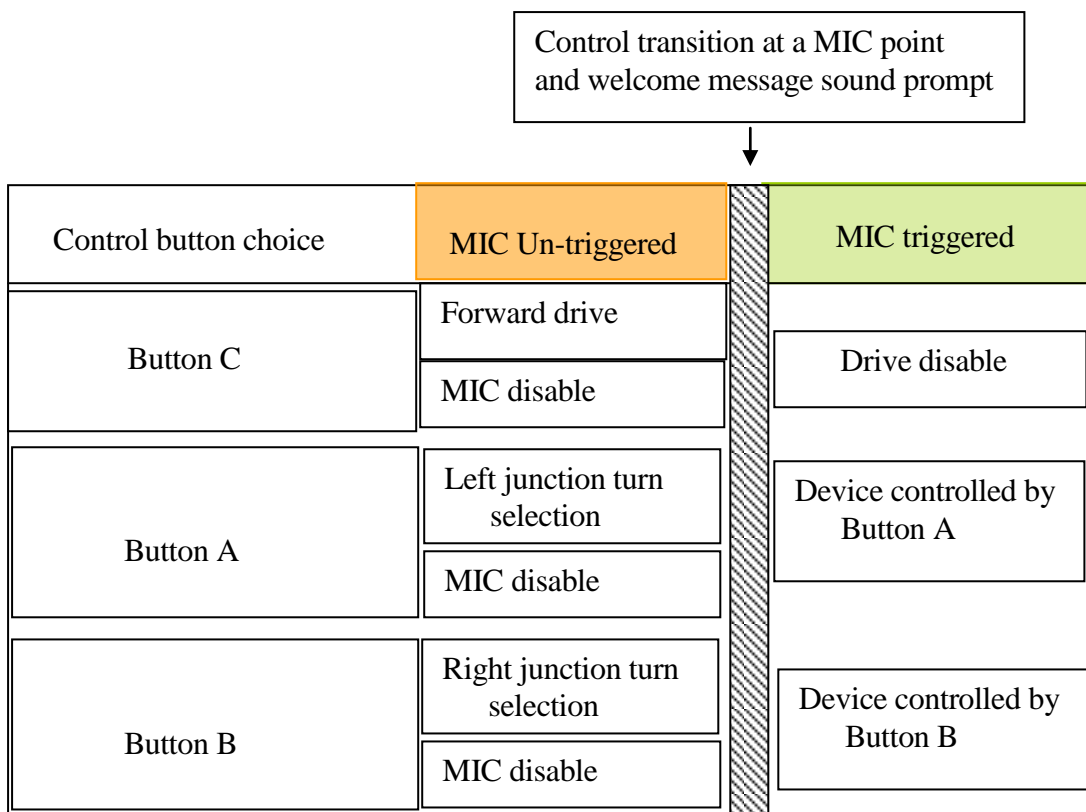 Control transition at a MIC point
and welcome message sound prompt
Control button choice
MIC Un-triggered
MIC triggered
Button C
Forward drive
MIC disable
Drive disable
Button A
Left junction turn
selection
MIC disable
Device controlled by
Button A
Button B
Right junction turn
selection
MIC disable
Device controlled by
Button B